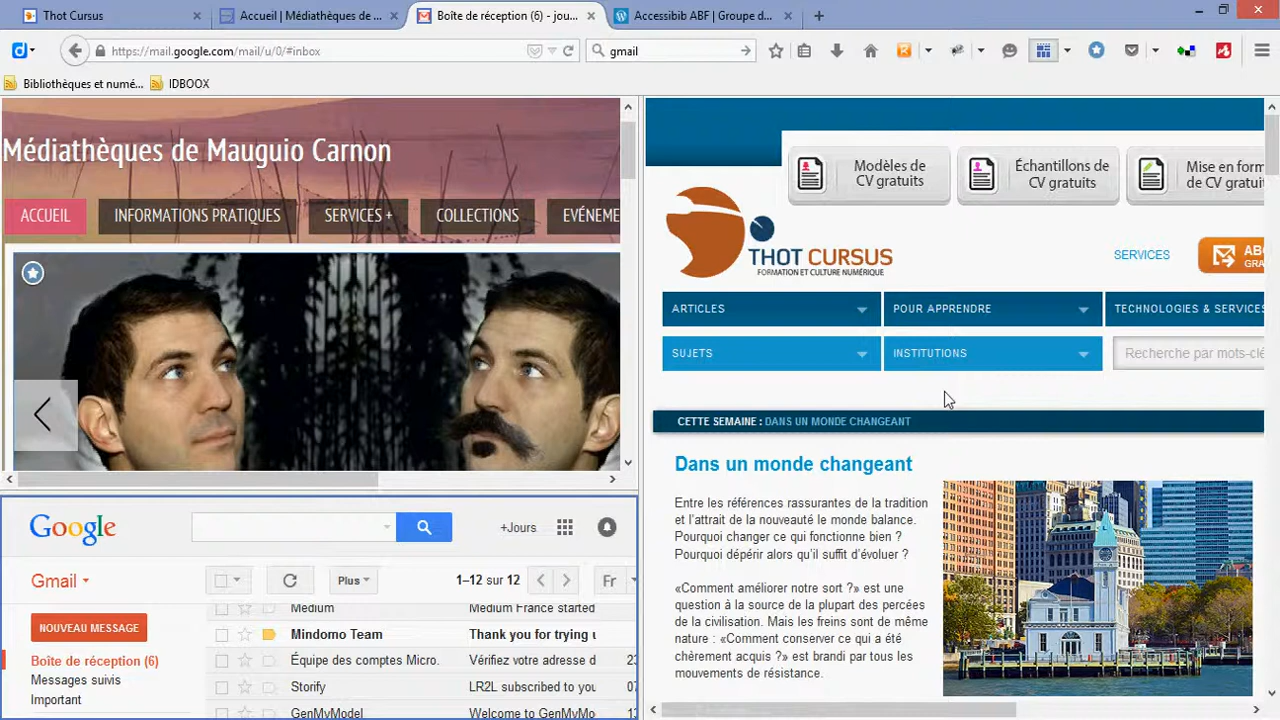 Thot Cursus
Accueil | Médiathèques de ...
Boîte de réception (6) - jou...
Accessibib ABF | Groupe d...
https://mail.google.com/mail/u/0/#inbox
gmail
Bibliothèques et numé...
IDBOOX
Médiathèques de Mauguio Carnon
ACCUEIL
INFORMATIONS PRATIQUES
SERVICES +
COLLECTIONS
EVÉNEME
Modèles de
CV gratuits
Échantillons de
CV gratuits
Mise en form
de CV gratui
THOT CURSUS
FORMATION ET CULTURE NUMÉRIQUE
SERVICES
ABO
GRA
ARTICLES
POUR APPRENDRE
TECHNOLOGIES & SERVICES
SUJETS
INSTITUTIONS
Recherche par mots-clé
CETTE SEMAINE : DANS UN MONDE CHANGEANT
Dans un monde changeant
Entre les références rassurantes de la tradition
et l'attrait de la nouveauté le monde balance.
Pourquoi changer ce qui fonctionne bien ?
Pourquoi dépérir alors qu'il suffit d'évoluer ?
«Comment améliorer notre sort ?» est une
question à la source de la plupart des percées
de la civilisation. Mais les freins sont de même
nature : «Comment conserver ce qui a été
chèrement acquis ?» est brandi par tous les
mouvements de résistance.
Google
+Jours
Gmail
Plus
1–12 sur 12
Fr
NOUVEAU MESSAGE
Boîte de réception (6)
Messages suivis
Important
Medium
Medium France started
Mindomo Team
Thank you for trying u
Équipe des comptes Micro.
Vérifiez votre adresse d
23
Storify
LR2L subscribed to you
07
GenMyModel
Welcome to GenMyMo